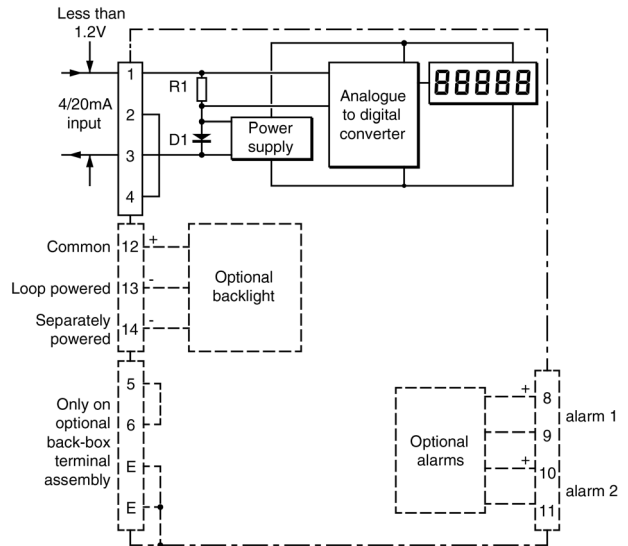 Less than
1.2V
4/20mA
input
1
2
3
4
R1
D1
Power
supply
Analogue
to digital
converter
88888
Common
Loop powered
Separately
powered
12
13
14
+
-
-
Optional
backlight
Only on
optional
back-box
terminal
assembly
5
6
E
E
Optional
alarms
+
+
8
9
10
11
alarm 1
alarm 2